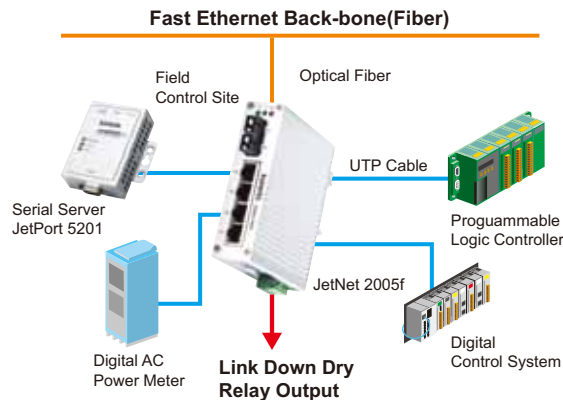 Fast Ethernet Back-bone(Fiber)
Field
Control Site
Optical Fiber
UTP Cable
Serial Server
JetPort 5201
Proguammable
Logic Controller
JetNet 2005f
Digital AC
Power Meter
Link Down Dry
Relay Output
Digital
Control System